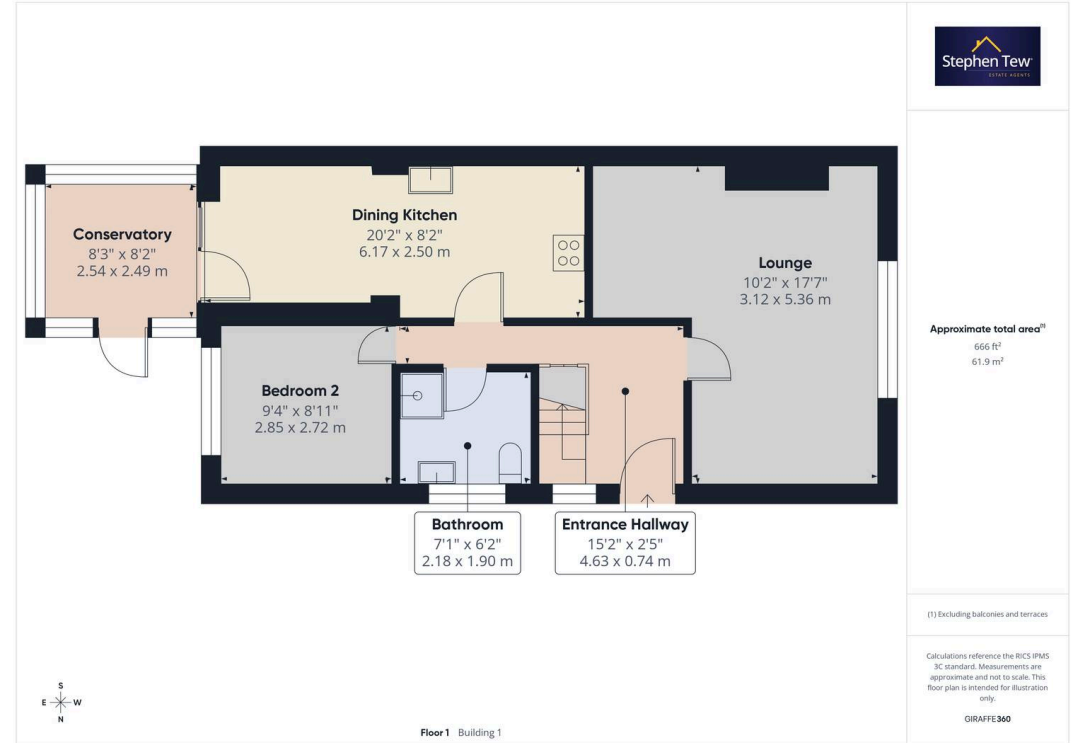 Stephen Tew
ESTATE AGENTS
Conservatory
8'3" x 8'2"
2.54 x 2.49 m
Dining Kitchen
20'2" x 8'2"
6.17 x 2.50 m
Lounge
10'2" x 17'7"
3.12 x 5.36 m
Bedroom 2
9'4" x 8'11"
2.85 x 2.72 m
Bathroom
7'1" x 6'2"
2.18 x 1.90 m
Entrance Hallway
15'2" x 2'5"
4.63 x 0.74 m
Approximate total area(1)
666 ft²
61.9 m²
(1) Excluding balconies and terraces
Calculations reference the RICS IPMS
3C standard. Measurements are
approximate and not to scale. This
floor plan is intended for illustration
only.
GIRAFFE360
S
E W
N
Floor 1 Building 1